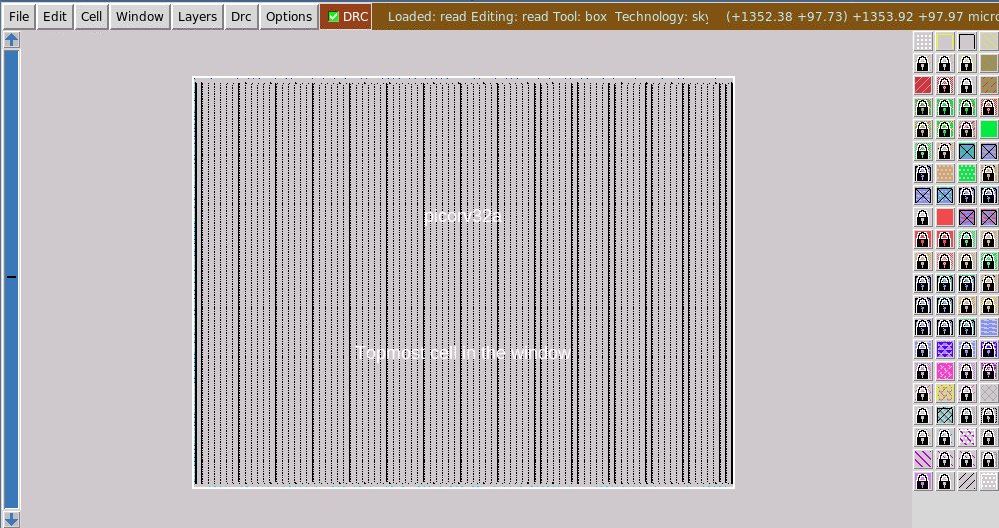 File Edit Cell Window Layers Drc Options DRC Loaded: read Editing: read Tool: box Technology: sky (+1352.38 +97.73) +1353.92 +97.97 micro
picorv32a
Topmost cell in the window